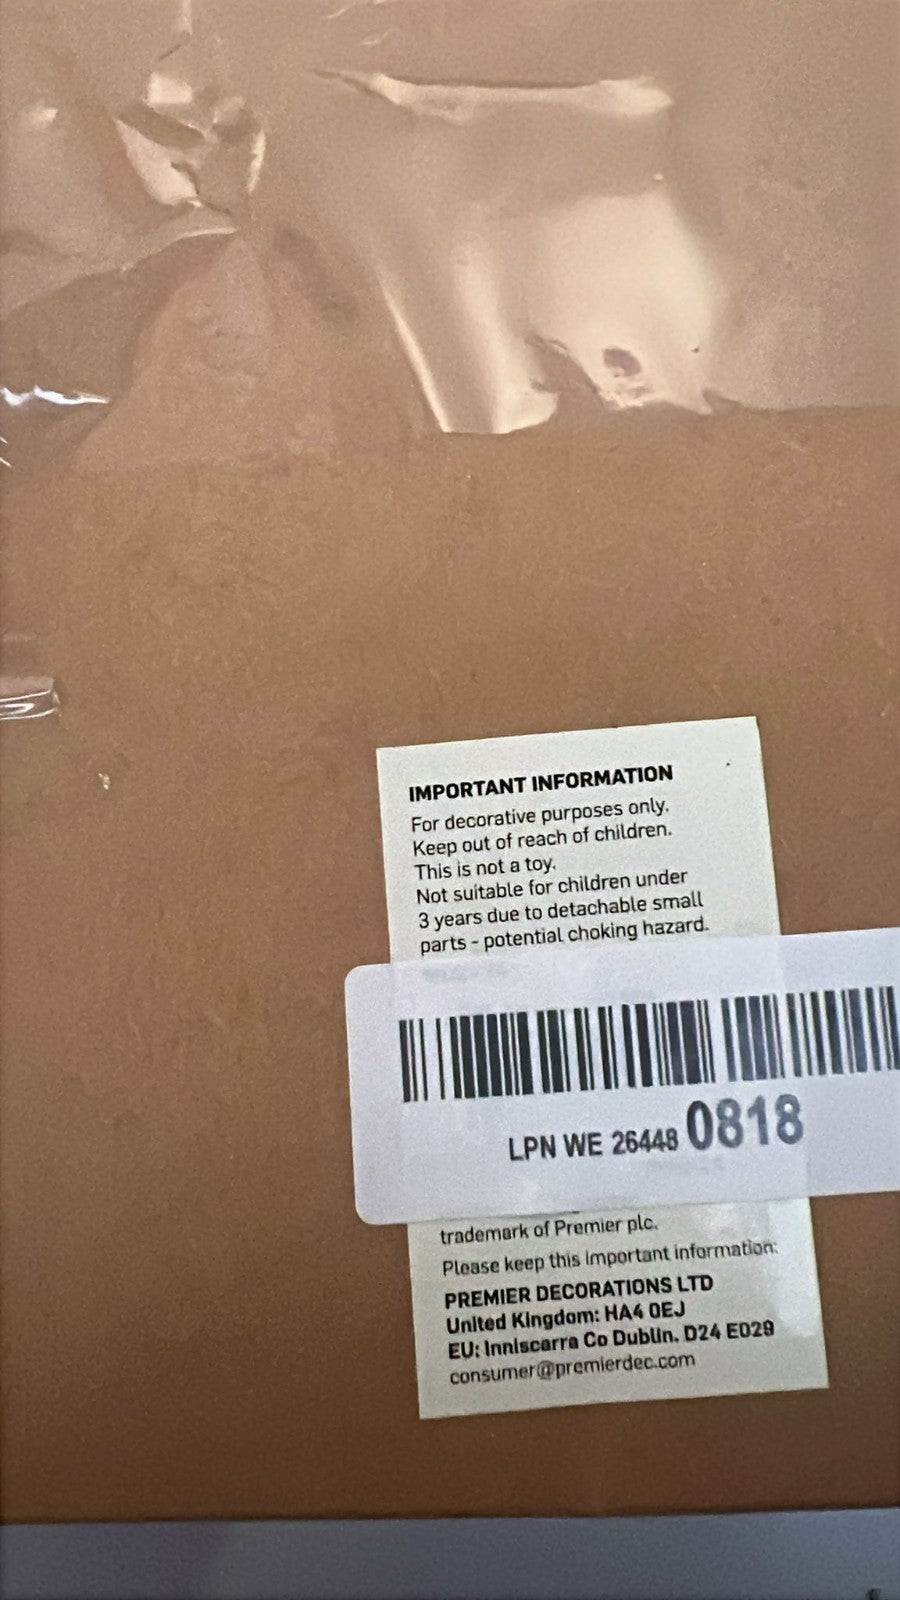 IMPORTANT INFORMATION
For decorative purposes only.
Keep out of reach of children.
This is not a toy.
Not suitable for children under
3 years due to detachable small
parts - potential choking hazard.
LPN WE 26448 0818
trademark of Premier plc.
Please keep this important information:
PREMIER DECORATIONS LTD
United Kingdom: HA4 0EJ
EU: Inniscarra Co Dublin. D24 E029
consumer@premierdec.com